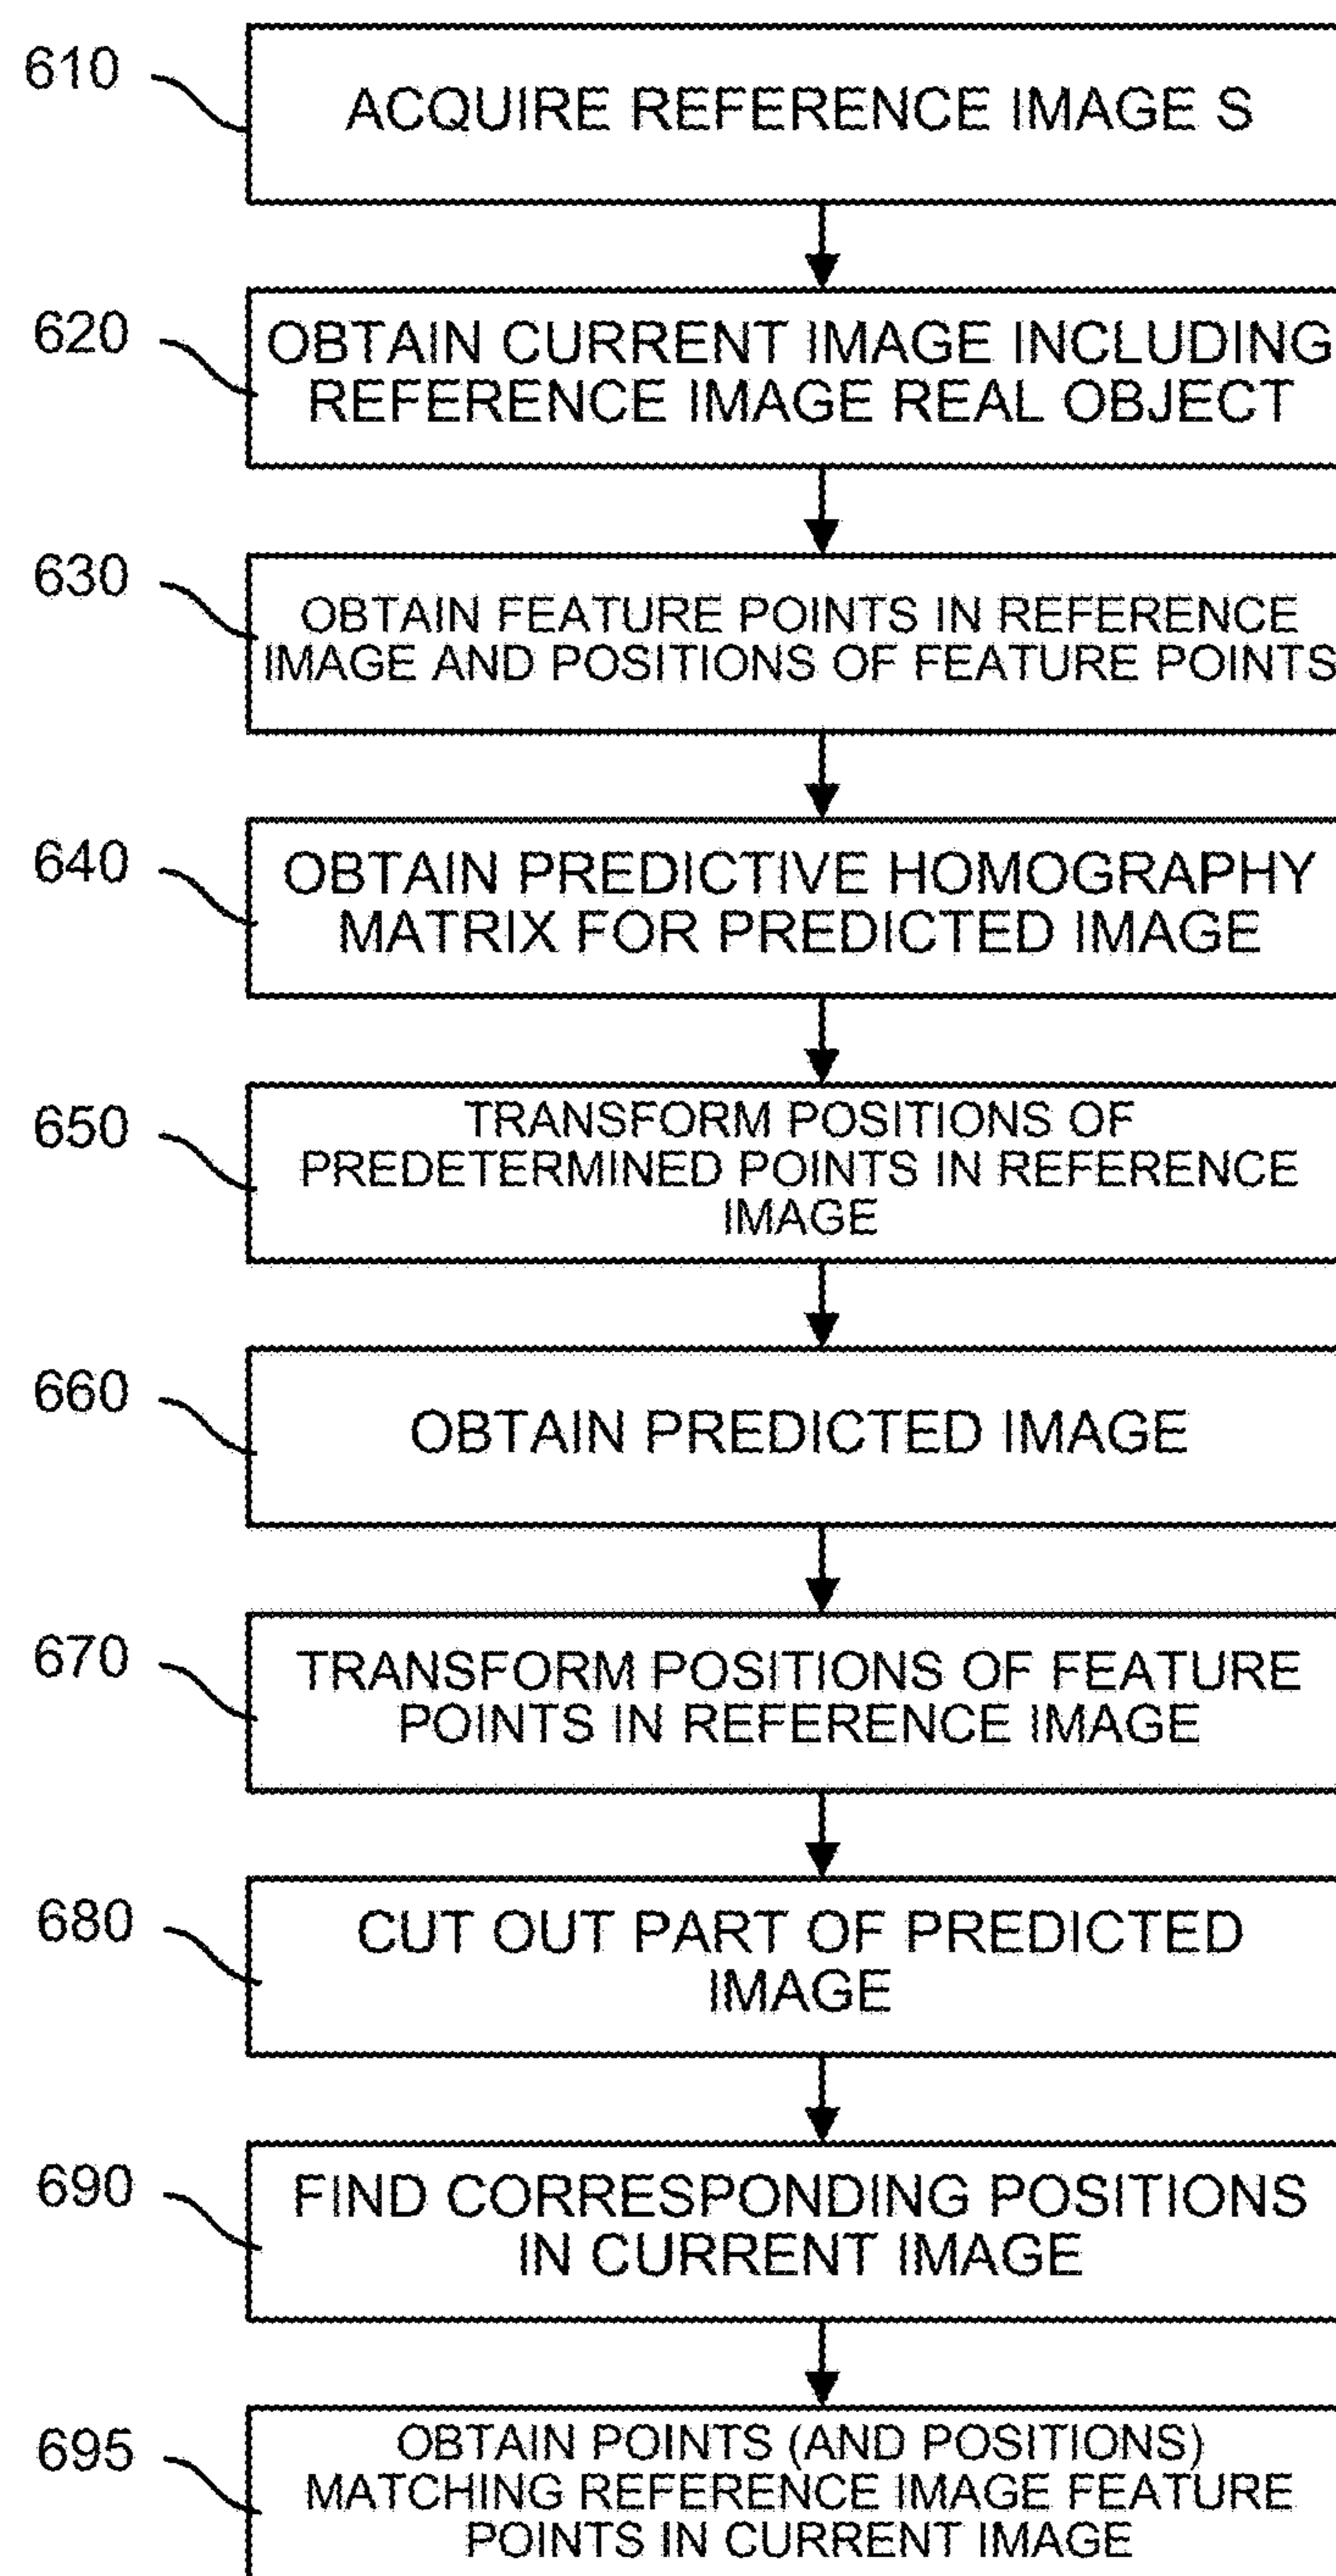 610
ACQUIRE REFERENCE IMAGE S
620
OBTAIN CURRENT IMAGE INCLUDING
REFERENCE IMAGE REAL OBJECT
630
OBTAIN FEATURE POINTS IN REFERENCE
IMAGE AND POSITIONS OF FEATURE POINTS
640
OBTAIN PREDICTIVE HOMOGRAPHY
MATRIX FOR PREDICTED IMAGE
650
TRANSFORM POSITIONS OF
PREDETERMINED POINTS IN REFERENCE
IMAGE
660
OBTAIN PREDICTED IMAGE
670
TRANSFORM POSITIONS OF FEATURE
POINTS IN REFERENCE IMAGE
680
CUT OUT PART OF PREDICTED
IMAGE
690
FIND CORRESPONDING POSITIONS
IN CURRENT IMAGE
695
OBTAIN POINTS (AND POSITIONS)
MATCHING REFERENCE IMAGE FEATURE
POINTS IN CURRENT IMAGE